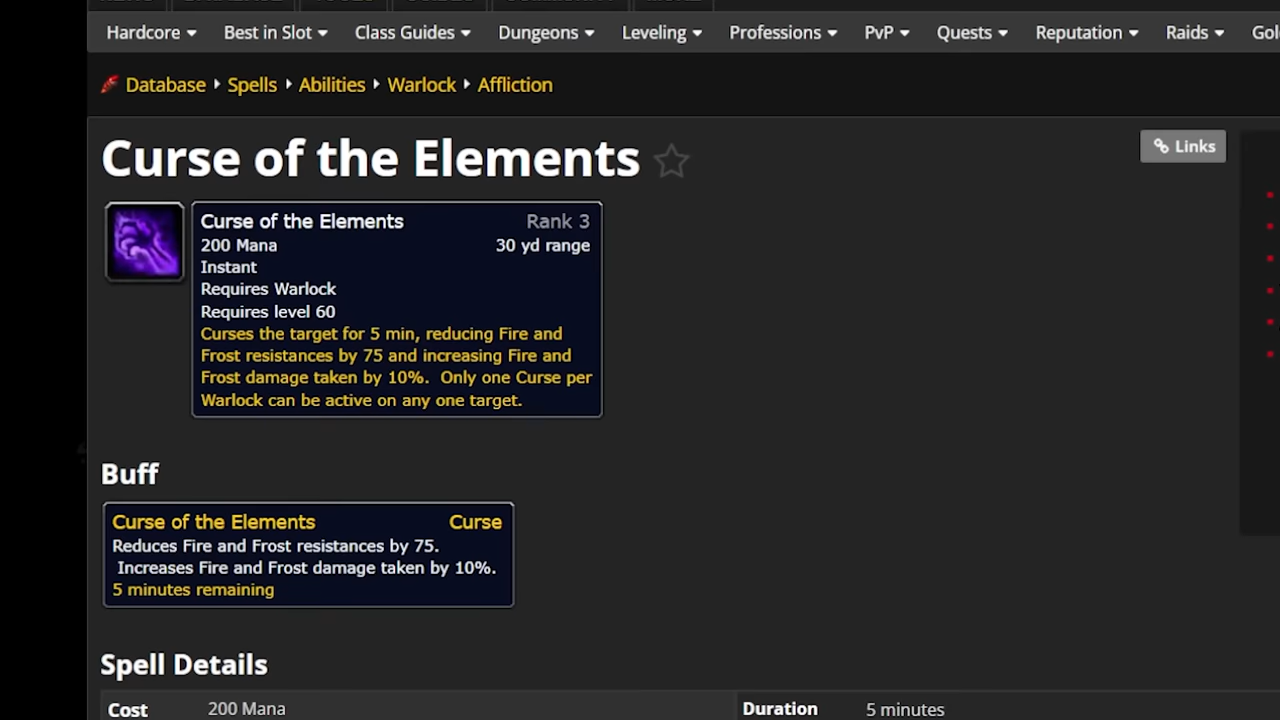 Hardcore Best in Slot Class Guides Dungeons Leveling Professions PvP Quests Reputation Raids
Database Spells Abilities Warlock Affliction
Curse of the Elements
Links
Curse of the Elements Rank 3
200 Mana 30 yd range
Instant
Requires Warlock
Requires level 60
Curses the target for 5 min, reducing Fire and
Frost resistances by 75 and increasing Fire and
Frost damage taken by 10%. Only one Curse per
Warlock can be active on any one target.
Buff
Curse of the Elements Curse
Reduces Fire and Frost resistances by 75.
Increases Fire and Frost damage taken by 10%.
5 minutes remaining
Spell Details
Cost 200 Mana Duration 5 minutes